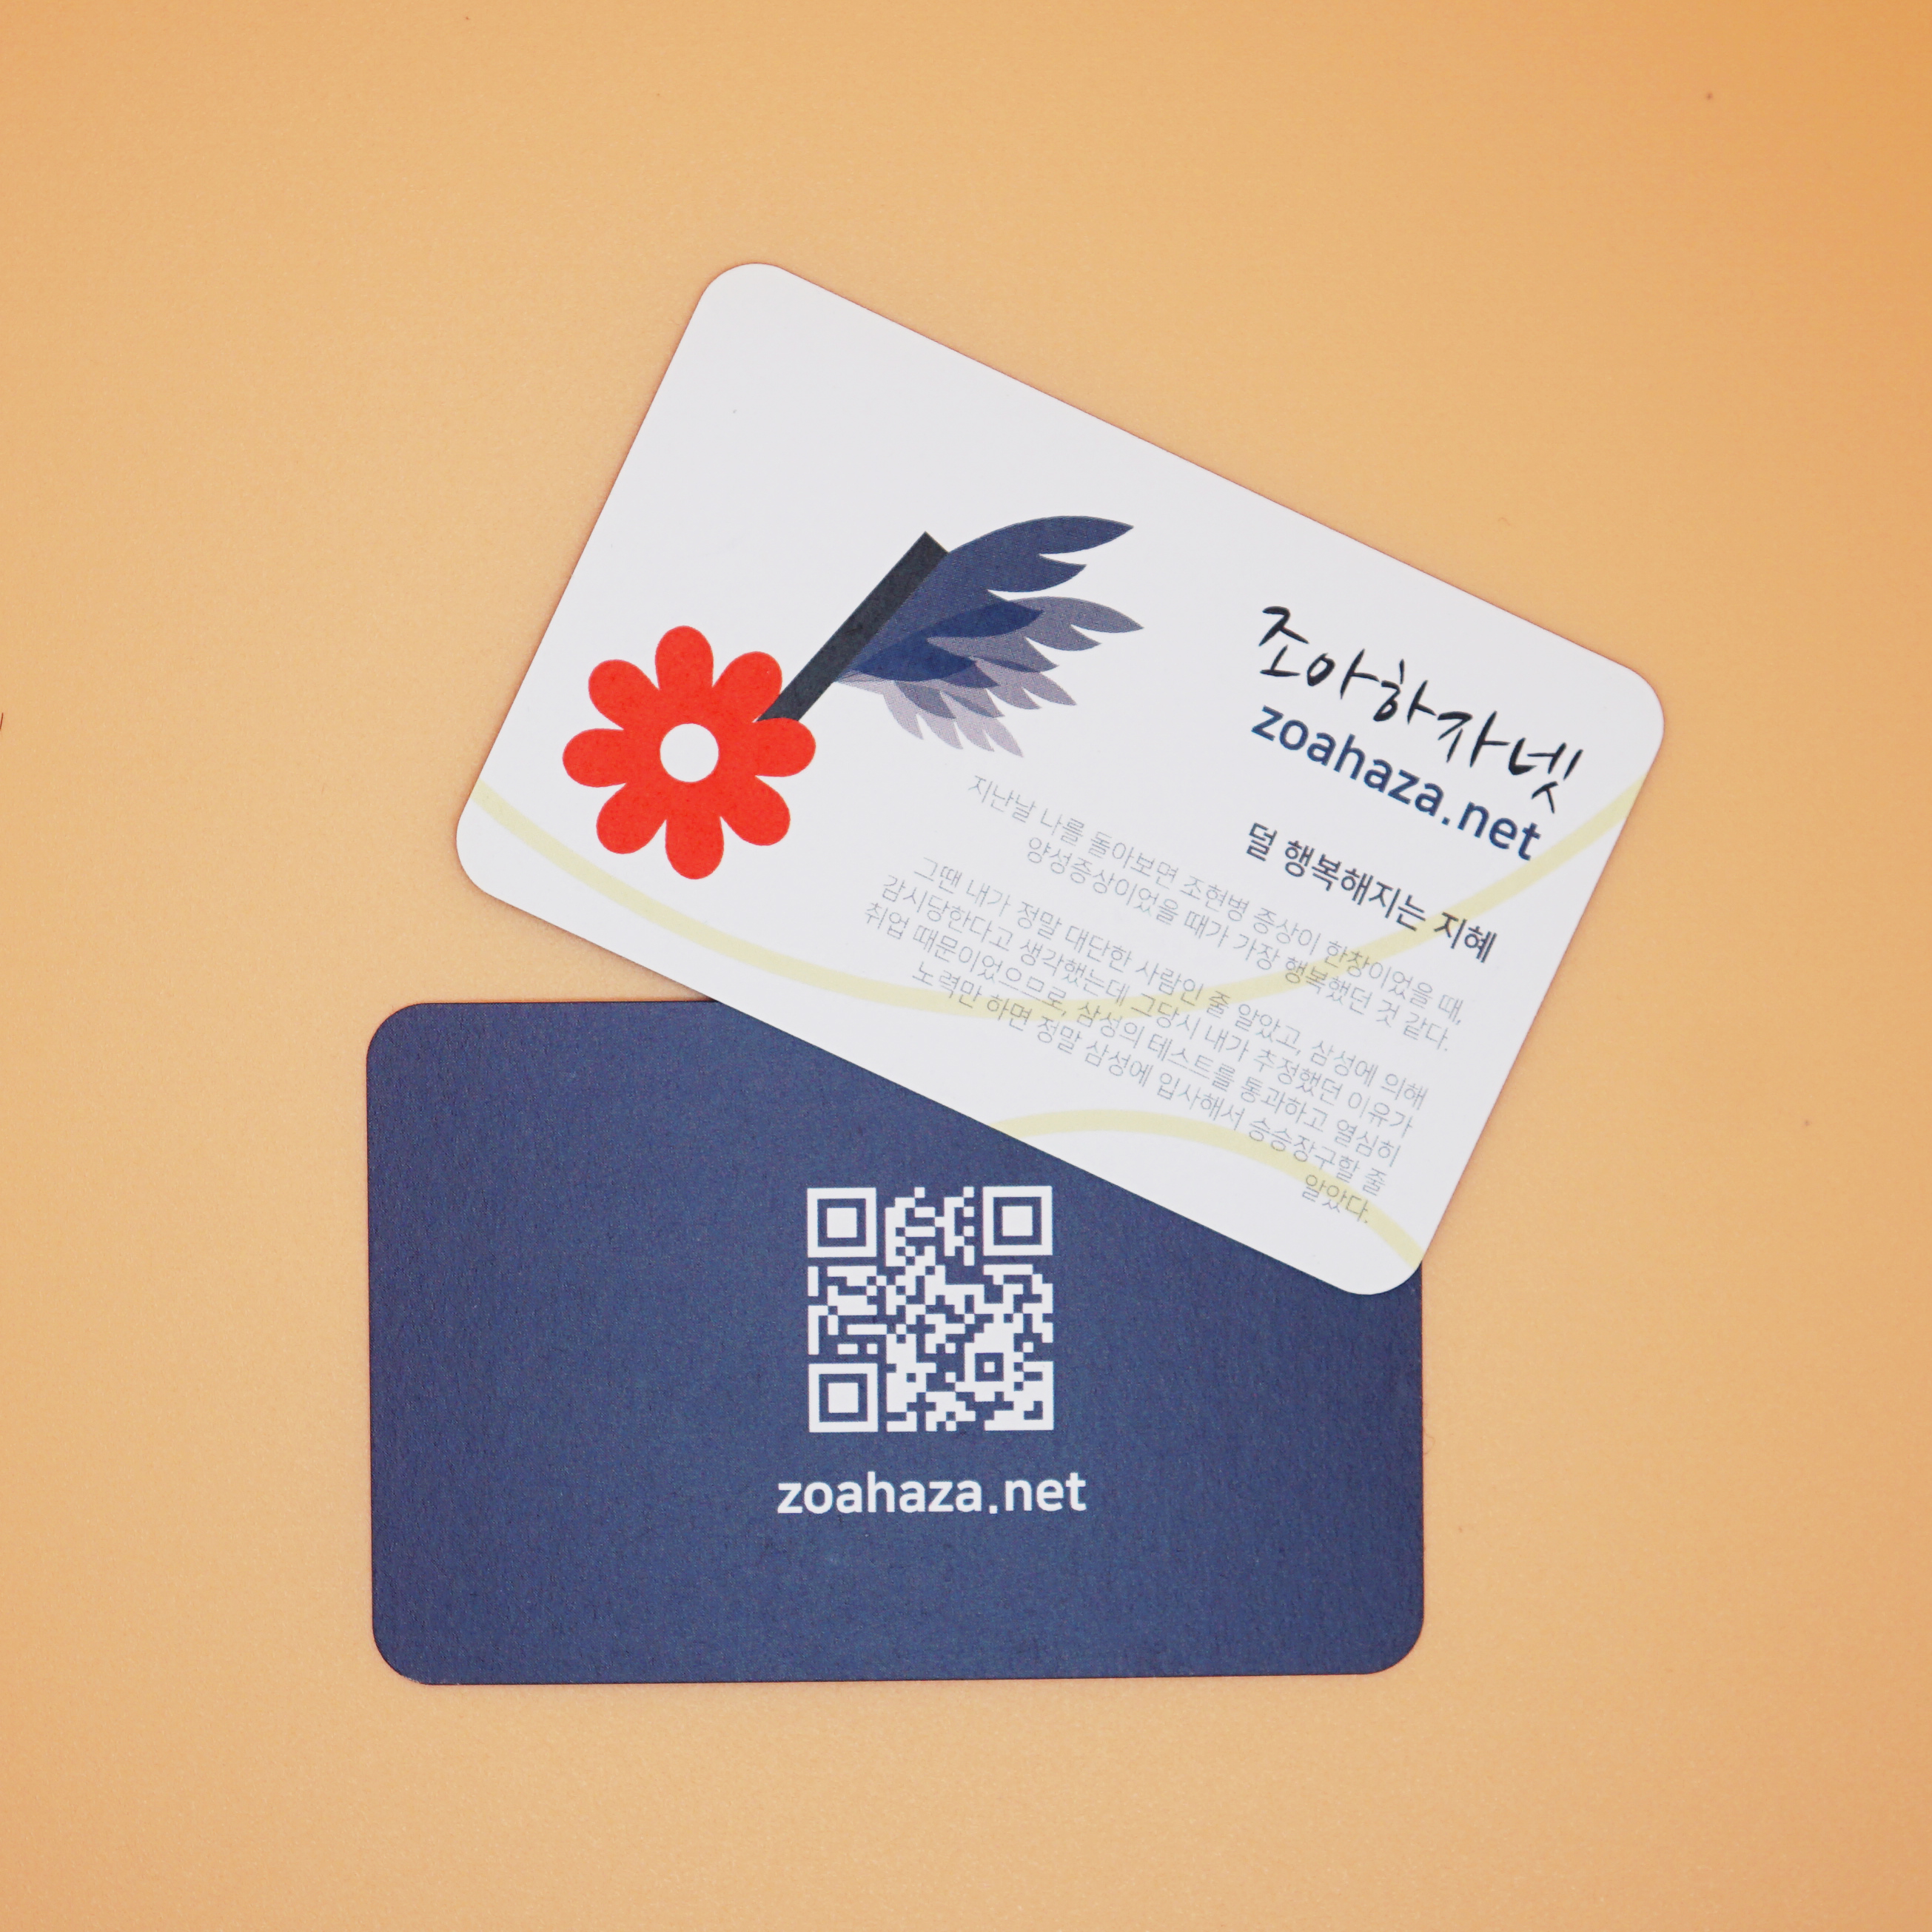 조아하자넷
zoahaza.net
덜 행복해지는 지혜
지난날 나를 돌아보면 조현병 증상이 한창이었을 때,
양성증상이었을 때가 가장 행복했던 것 같다.
그땐 내가 정말 대단한 사람인 줄 알았고, 삼성에 의해
감시당한다고 생각했는데 그당시 내가 추정했던 이유가
취업 때문이었으므로, 삼성의 테스트를 통과하고 열심히
노력만 하면 정말 삼성에 입사해서 승승장구할 줄
알았다.
zoahaza.net